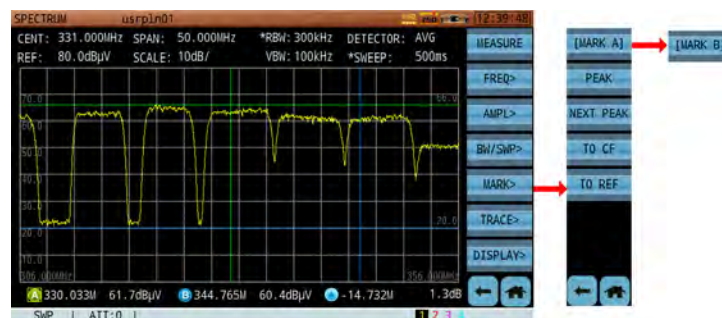 SPECTRUM usrpln01 12:39:48
CENT: 331.000MHz SPAN: 50.000MHz *RBW: 300kHz DETECTOR: AVG
REF: 80.0dBµV SCALE: 10dB/ VBW: 100kHz *SWEEP: 500ms
MEASURE
FREQ>
AMPL>
BW/SWP>
MARK>
TRACE>
DISPLAY>
[MARK A]
PEAK
NEXT PEAK
TO CF
TO REF
[MARK B]
70.0 66.0
60.0
50.0
40.0
30.0
20.0 20.0
10.0
306.000MHz 356.000MHz
A 330.033M 61.7dBµV B 344.765M 60.4dBµV -14.732M 1.3dB
SWP | ATT:0 | 1 2 3 4